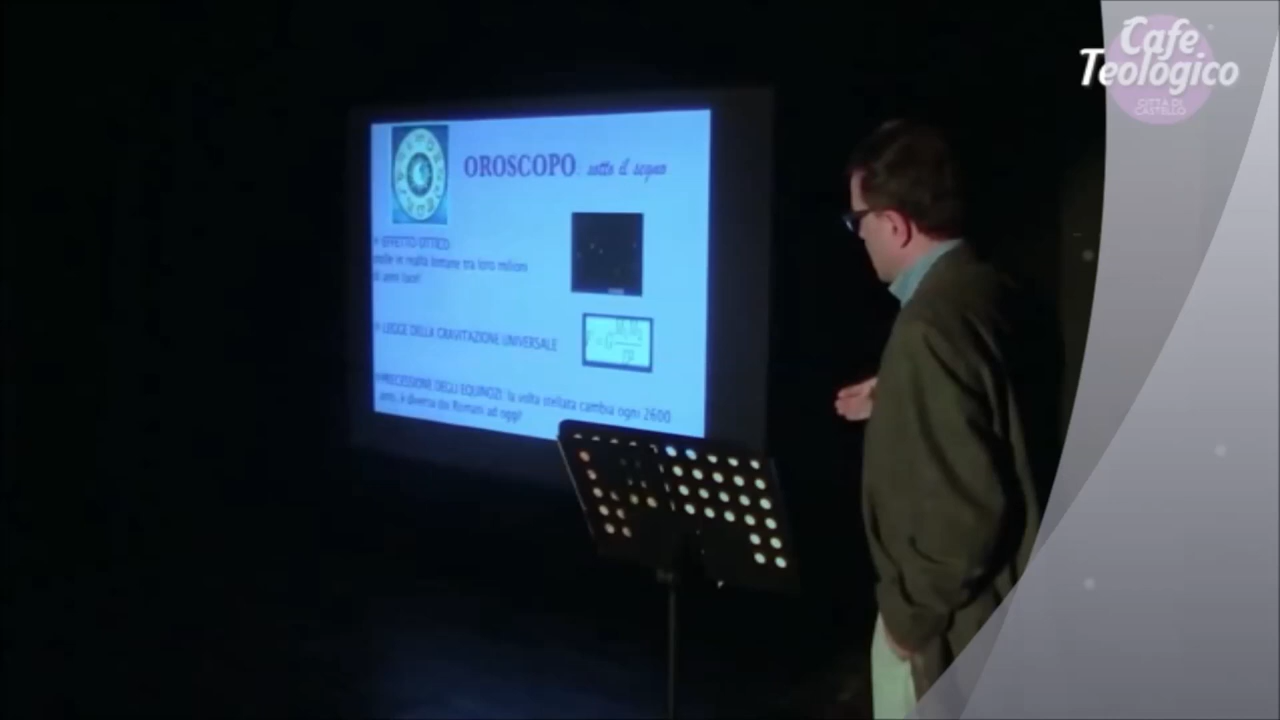 Cafe
Teologico
CITTÀ DI
CASTELLO
OROSCOPO: sotto il segno
EFFETTO OTTICO
stelle in realtà lontane tra loro milioni
di anni luce!
LEGGE DELLA GRAVITAZIONE UNIVERSALE
PRECESSIONE DEGLI EQUINOZI: la volta stellata cambia ogni 2600
anni, è diversa dai Romani ad oggi!